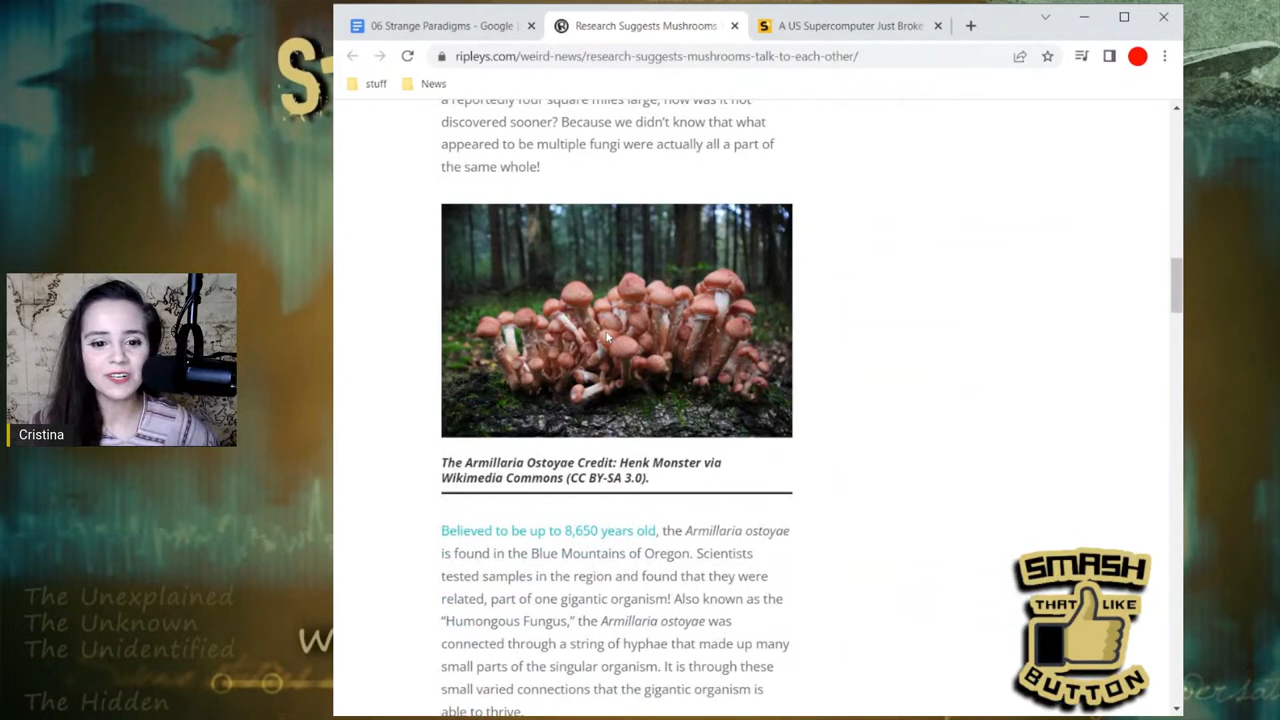 St
06 Strange Paradigms - Google
Research Suggests Mushrooms
A US Supercomputer Just Broke
ripleys.com/weird-news/research-suggests-mushrooms-talk-to-each-other/
stuff
News
a reportedly four square miles large, how was it not
discovered sooner? Because we didn't know that what
appeared to be multiple fungi were actually all a part of
the same whole!
Cristina
The Armillaria Ostoyae Credit: Henk Monster via
Wikimedia Commons (CC BY-SA 3.0).
Believed to be up to 8,650 years old, the Armillaria ostoyae
is found in the Blue Mountains of Oregon. Scientists
tested samples in the region and found that they were
related, part of one gigantic organism! Also known as the
“Humongous Fungus,” the Armillaria ostoyae was
connected through a string of hyphae that made up many
small parts of the singular organism. It is through these
small varied connections that the gigantic organism is
able to thrive.
The Unexplained
The Unknown
The Unidentified
The Hidden
W
SMASH
THAT LIKE
BUTTON